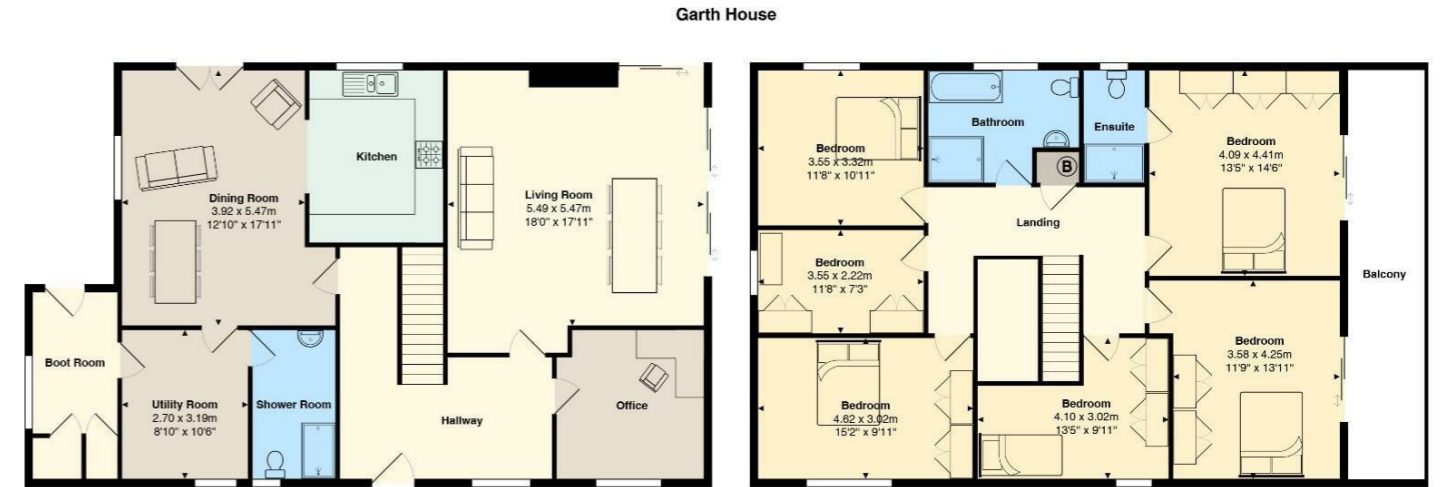 Garth House
Dining Room
3.92 x 5.47m
12'10" x 17'11"
Kitchen
Living Room
5.49 x 5.47m
18'0" x 17'11"
Boot Room
Utility Room
2.70 x 3.19m
8'10" x 10'6"
Shower Room
Hallway
Office
Bedroom
3.55 x 3.32m
11'8" x 10'11"
Bathroom
B
Ensuite
Bedroom
4.09 x 4.41m
13'5" x 14'6"
Landing
Bedroom
3.55 x 2.22m
11'8" x 7'3"
Balcony
Bedroom
4.62 x 3.02m
15'2" x 9'11"
Bedroom
4.10 x 3.02m
13'5" x 9'11"
Bedroom
3.58 x 4.25m
11'9" x 13'11"